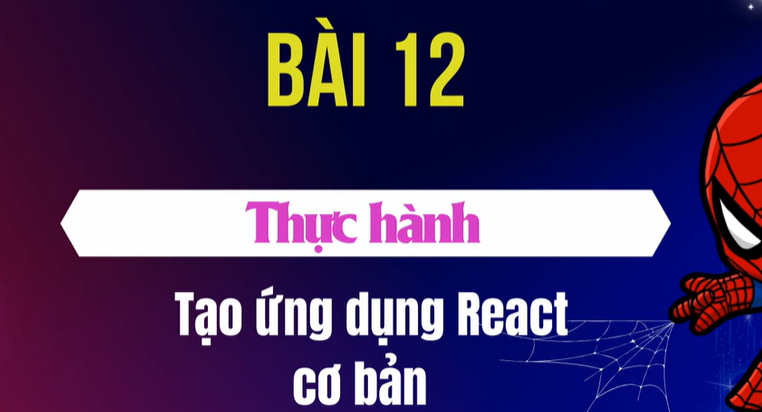 BÀI 12
Thực hành
Tạo ứng dụng React
cơ bản